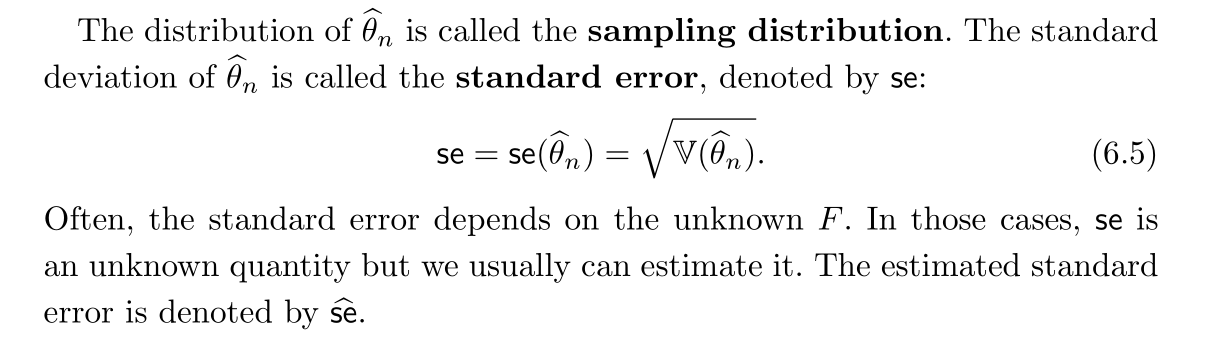 The distribution of θ̂ₙ is called the sampling distribution. The standard
deviation of θ̂ₙ is called the standard error, denoted by se:
se = se(θ̂ₙ) = √𝕍(θ̂ₙ). (6.5)
Often, the standard error depends on the unknown F. In those cases, se is
an unknown quantity but we usually can estimate it. The estimated standard
error is denoted by ŝe.